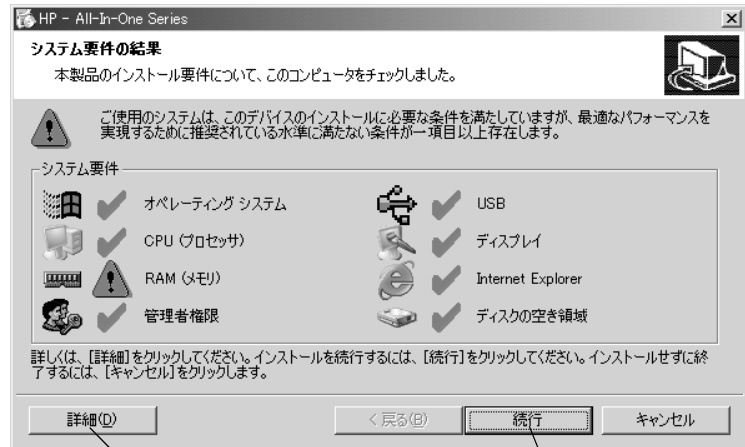 HP - All-In-One Series
システム要件の結果
本製品のインストール要件について、このコンピュータをチェックしました。
ご使用のシステムは、このデバイスのインストールに必要な条件を満たしていますが、最適なパフォーマンスを
実現するために推奨されている水準に満たない条件が一項目以上存在します。
システム要件
オペレーティング システム
USB
CPU (プロセッサ)
ディスプレイ
RAM (メモリ)
Internet Explorer
管理者権限
ディスクの空き領域
詳しくは、[詳細]をクリックしてください。インストールを続行するには、[続行]をクリックしてください。インストールせずに終
了するには、[キャンセル]をクリックします。
詳細(D)
< 戻る(B)
続行
キャンセル